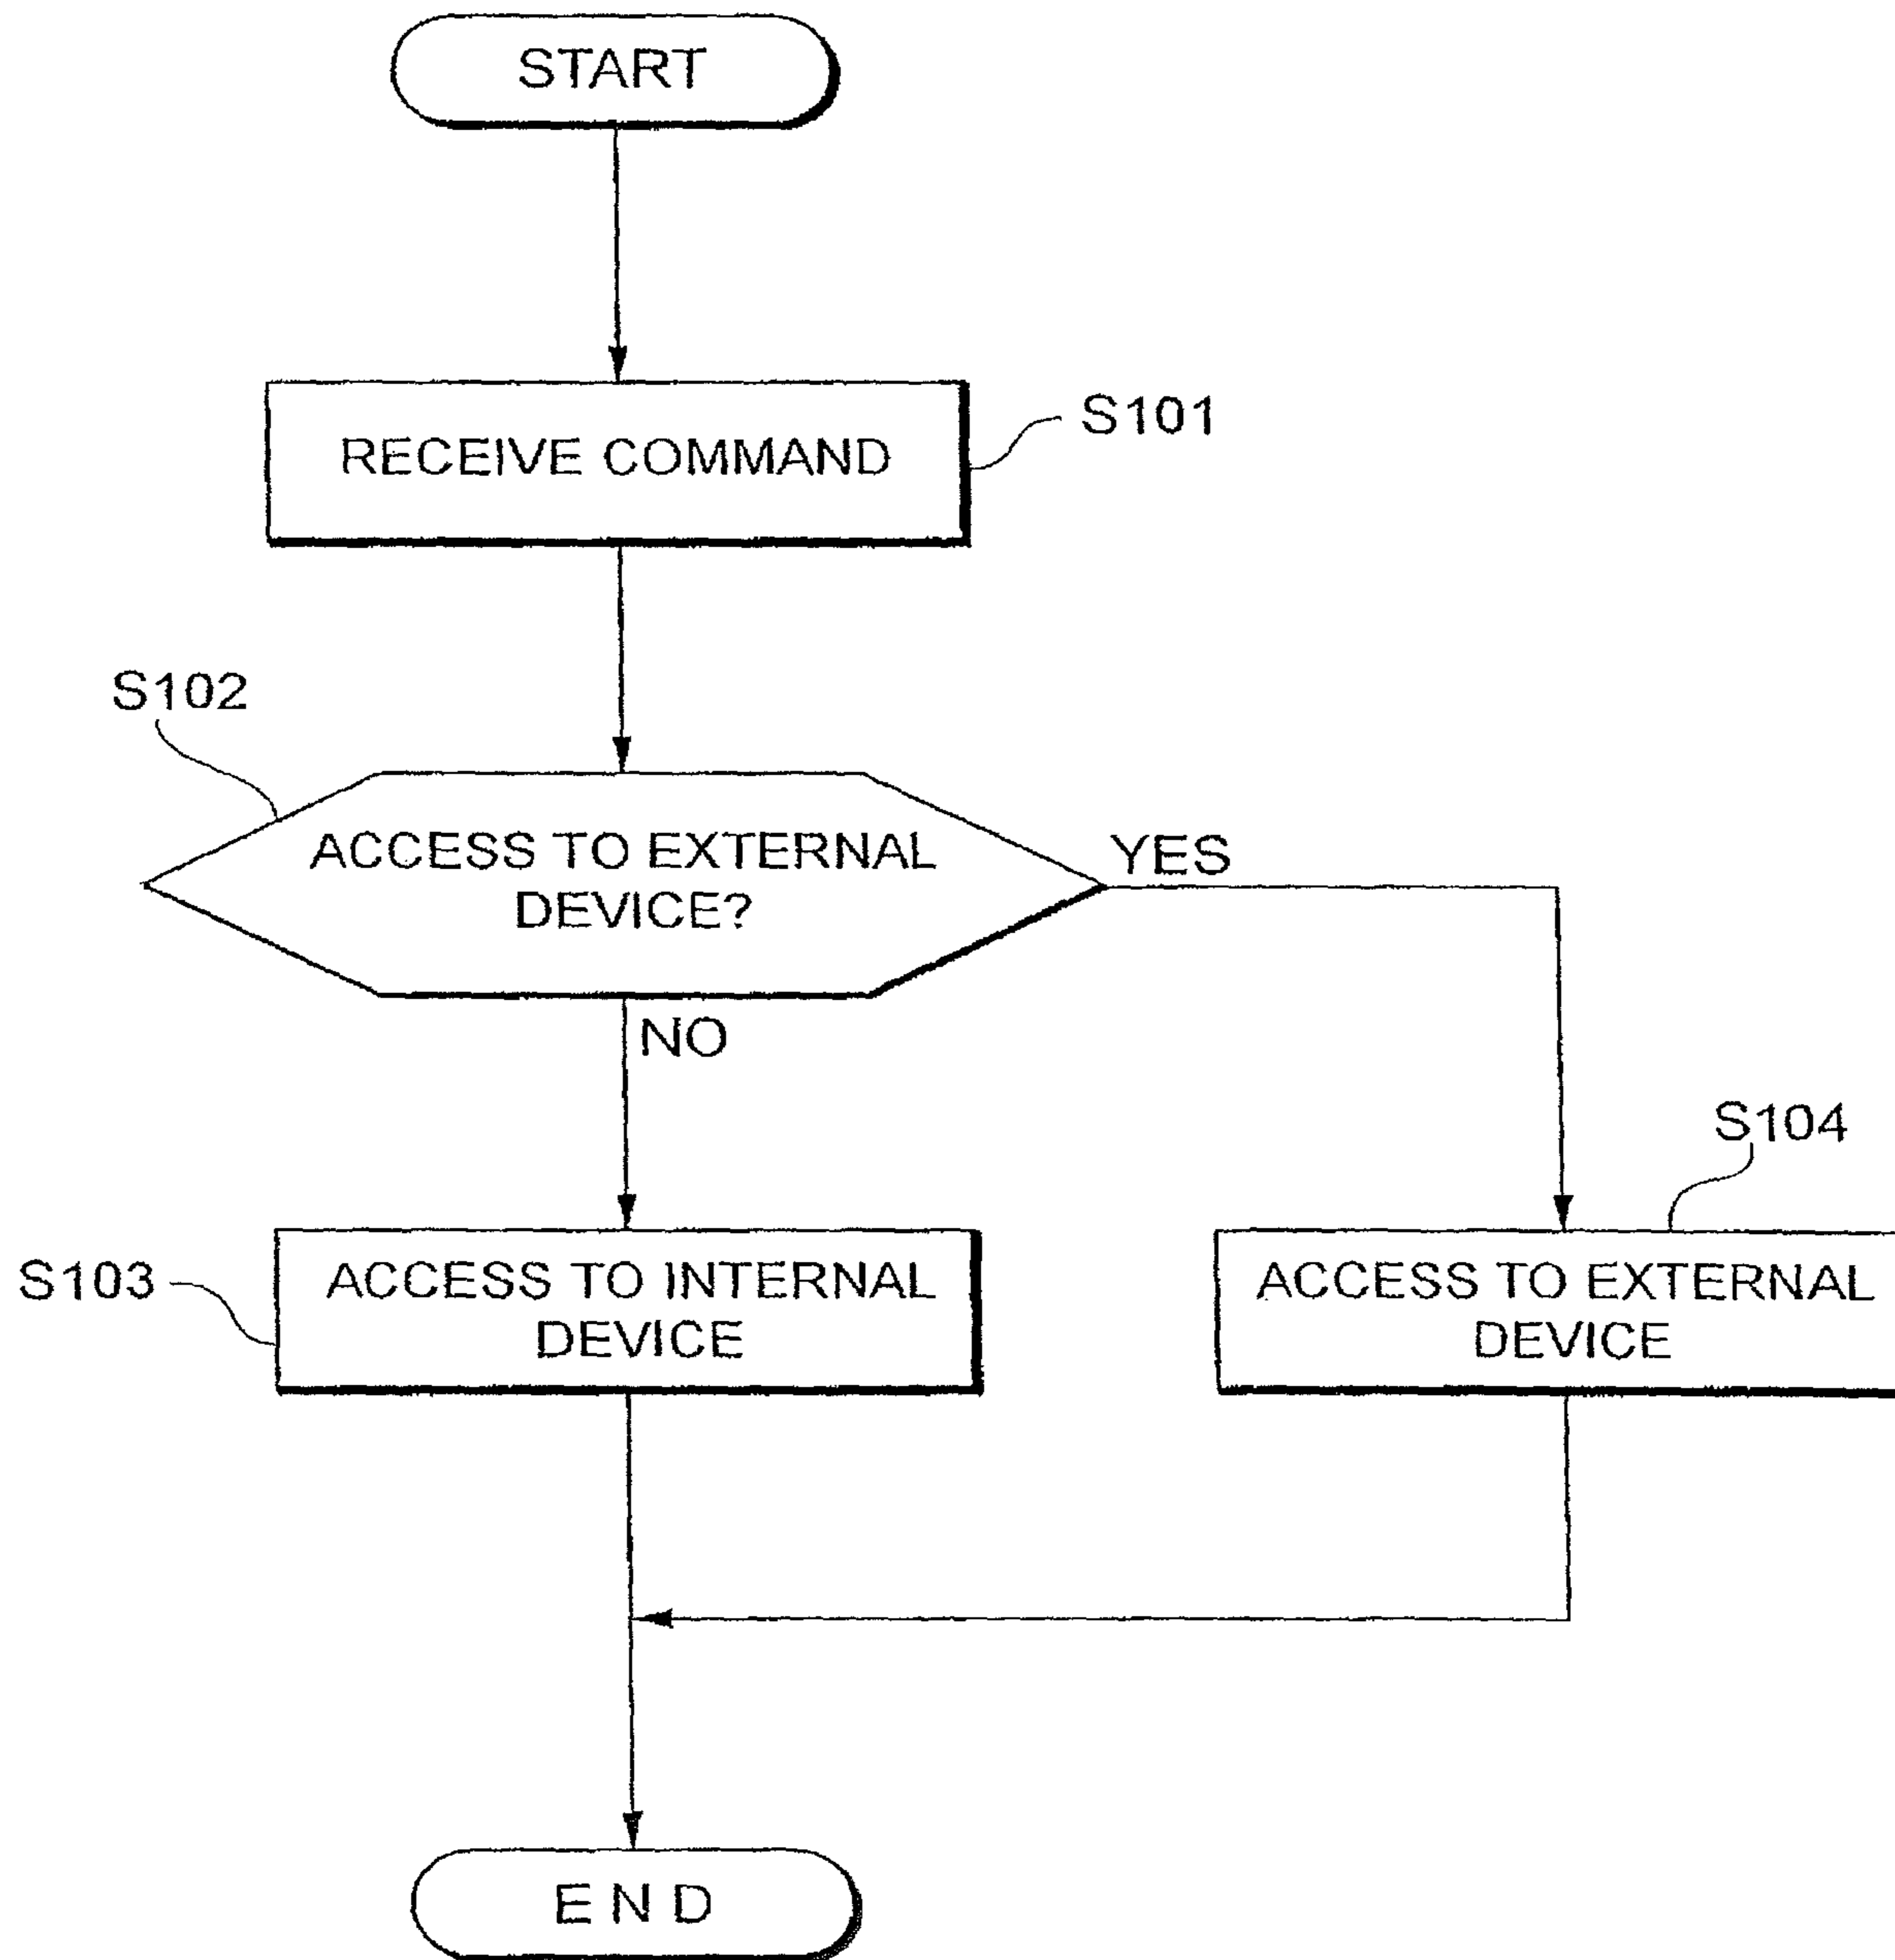 START
RECEIVE COMMAND
S101
S102
ACCESS TO EXTERNAL
DEVICE?
YES
NO
S103
ACCESS TO INTERNAL
DEVICE
S104
ACCESS TO EXTERNAL
DEVICE
END